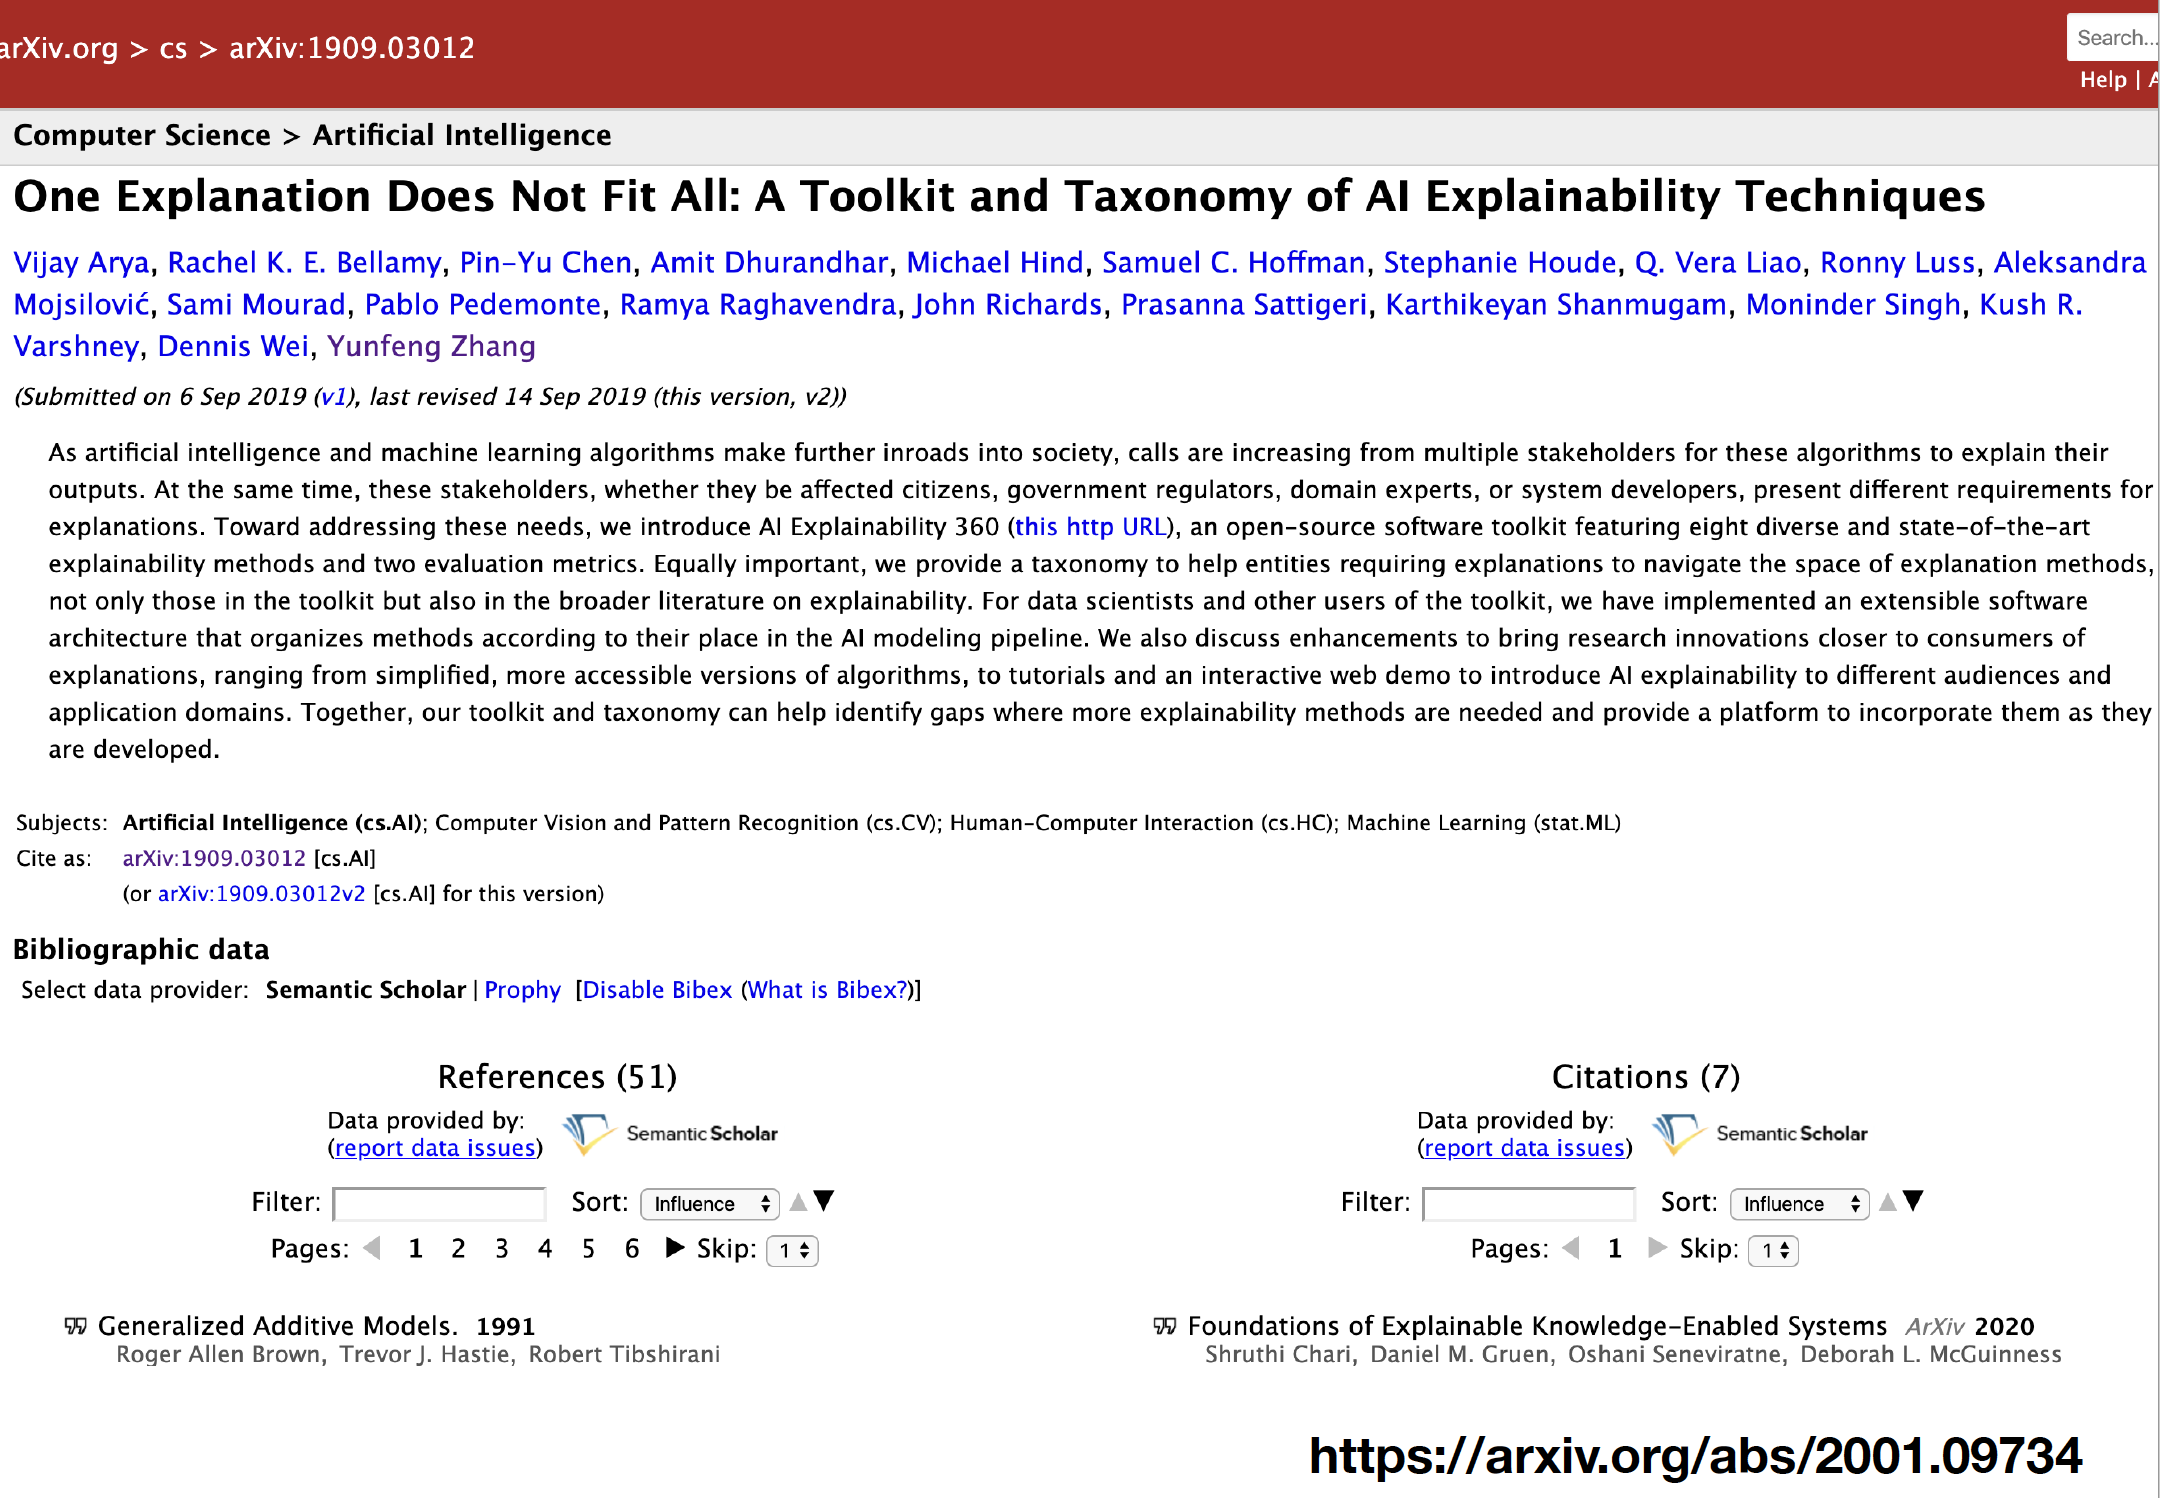 arXiv.org > cs > arXiv:1909.03012
Search...
Help |
Computer Science > Artificial Intelligence
One Explanation Does Not Fit All: A Toolkit and Taxonomy of AI Explainability Techniques
Vijay Arya, Rachel K. E. Bellamy, Pin-Yu Chen, Amit Dhurandhar, Michael Hind, Samuel C. Hoffman, Stephanie Houde, Q. Vera Liao, Ronny Luss, Aleksandra
Mojsilović, Sami Mourad, Pablo Pedemonte, Ramya Raghavendra, John Richards, Prasanna Sattigeri, Karthikeyan Shanmugam, Moninder Singh, Kush R.
Varshney, Dennis Wei, Yunfeng Zhang
(Submitted on 6 Sep 2019 (v1), last revised 14 Sep 2019 (this version, v2))
As artificial intelligence and machine learning algorithms make further inroads into society, calls are increasing from multiple stakeholders for these algorithms to explain their
outputs. At the same time, these stakeholders, whether they be affected citizens, government regulators, domain experts, or system developers, present different requirements for
explanations. Toward addressing these needs, we introduce AI Explainability 360 (this http URL), an open-source software toolkit featuring eight diverse and state-of-the-art
explainability methods and two evaluation metrics. Equally important, we provide a taxonomy to help entities requiring explanations to navigate the space of explanation methods,
not only those in the toolkit but also in the broader literature on explainability. For data scientists and other users of the toolkit, we have implemented an extensible software
architecture that organizes methods according to their place in the AI modeling pipeline. We also discuss enhancements to bring research innovations closer to consumers of
explanations, ranging from simplified, more accessible versions of algorithms, to tutorials and an interactive web demo to introduce AI explainability to different audiences and
application domains. Together, our toolkit and taxonomy can help identify gaps where more explainability methods are needed and provide a platform to incorporate them as they
are developed.
Subjects: Artificial Intelligence (cs.AI); Computer Vision and Pattern Recognition (cs.CV); Human-Computer Interaction (cs.HC); Machine Learning (stat.ML)
Cite as: arXiv:1909.03012 [cs.AI]
(or arXiv:1909.03012v2 [cs.AI] for this version)
Bibliographic data
Select data provider: Semantic Scholar | Prophy [Disable Bibex (What is Bibex?)]
References (51)
Data provided by:
(report data issues)
Semantic Scholar
Filter: Sort: Influence
Pages: 1 2 3 4 5 6 Skip: 1
Generalized Additive Models. 1991
Roger Allen Brown, Trevor J. Hastie, Robert Tibshirani
Citations (7)
Data provided by:
(report data issues)
Semantic Scholar
Filter: Sort: Influence
Pages: 1 Skip: 1
Foundations of Explainable Knowledge-Enabled Systems ArXiv 2020
Shruthi Chari, Daniel M. Gruen, Oshani Seneviratne, Deborah L. McGuinness
https://arxiv.org/abs/2001.09734